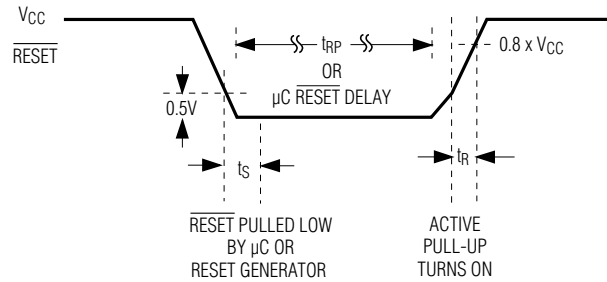 VCC
RESET
tRP
OR
µC RESET DELAY
0.8 x VCC
0.5V
tS
tR
RESET PULLED LOW
BY µC OR
RESET GENERATOR
ACTIVE
PULL-UP
TURNS ON